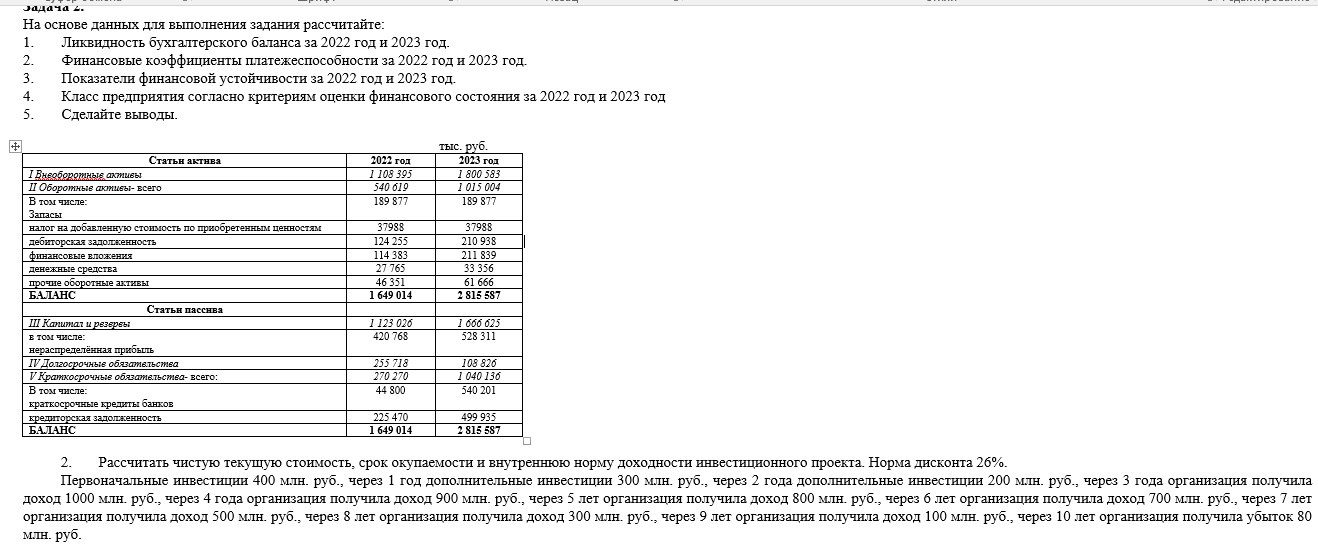 Задача 2.
На основе данных для выполнения задания рассчитайте:
1. Ликвидность бухгалтерского баланса за 2022 год и 2023 год.
2. Финансовые коэффициенты платежеспособности за 2022 год и 2023 год.
3. Показатели финансовой устойчивости за 2022 год и 2023 год.
4. Класс предприятия согласно критериям оценки финансового состояния за 2022 год и 2023 год
5. Сделайте выводы.
тыс. руб.
Статьи актива 2022 год 2023 год
I Внеоборотные активы 1 108 395 1 800 583
II Оборотные активы- всего 540 619 1 015 004
В том числе: 189 877 189 877
Запасы
налог на добавленную стоимость по приобретенным ценностям 37988 37988
дебиторская задолженность 124 255 210 938
финансовые вложения 114 383 211 839
денежные средства 27 765 33 356
прочие оборотные активы 46 351 61 666
БАЛАНС 1 649 014 2 815 587
Статьи пассива
III Капитал и резервы 1 123 026 1 666 625
в том числе: 420 768 528 311
нераспределённая прибыль
IV Долгосрочные обязательства 255 718 108 826
V Краткосрочные обязательства- всего: 270 270 1 040 136
В том числе: 44 800 540 201
краткосрочные кредиты банков
кредиторская задолженность 225 470 499 935
БАЛАНС 1 649 014 2 815 587
2. Рассчитать чистую текущую стоимость, срок окупаемости и внутреннюю норму доходности инвестиционного проекта. Норма дисконта 26%.
Первоначальные инвестиции 400 млн. руб., через 1 год дополнительные инвестиции 300 млн. руб., через 2 года дополнительные инвестиции 200 млн. руб., через 3 года организация получила
доход 1000 млн. руб., через 4 года организация получила доход 900 млн. руб., через 5 лет организация получила доход 800 млн. руб., через 6 лет организация получила доход 700 млн. руб., через 7 лет
организация получила доход 500 млн. руб., через 8 лет организация получила доход 300 млн. руб., через 9 лет организация получила доход 100 млн. руб., через 10 лет организация получила убыток 80
млн. руб.